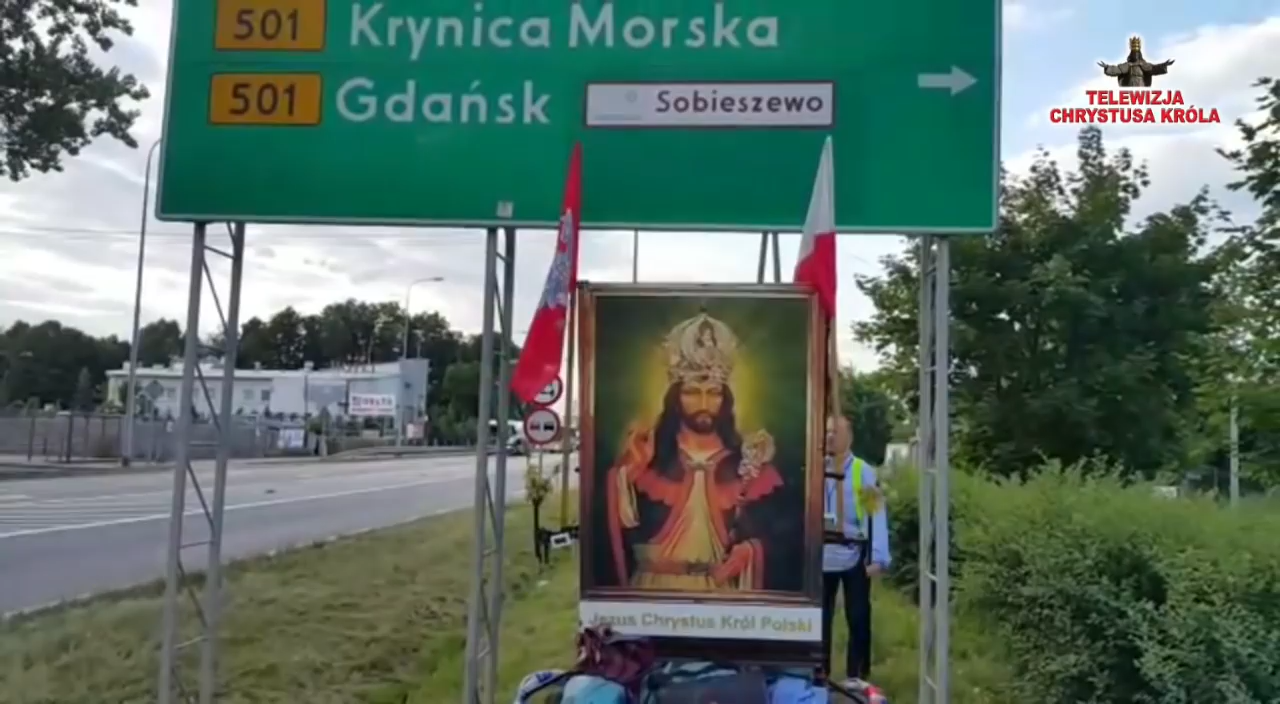 501 Krynica Morska
501 Gdańsk Sobieszewo
TELEWIZJA
CHRYSTUSA KRÓLA
Jezus Chrystus Król Polski